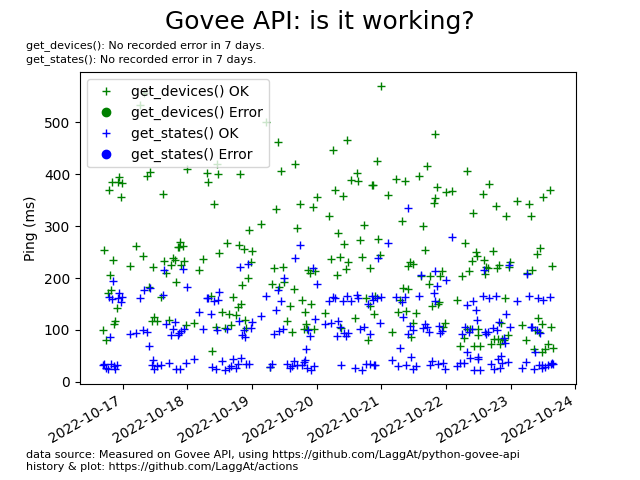 Govee API: is it working?
get_devices(): No recorded error in 7 days.
get_states(): No recorded error in 7 days.
get_devices() OK
get_devices() Error
get_states() OK
get_states() Error
Ping (ms)
500
400
300
200
100
0
2022-10-17
2022-10-18
2022-10-19
2022-10-20
2022-10-21
2022-10-22
2022-10-23
2022-10-24
data source: Measured on Govee API, using https://github.com/LaggAt/python-govee-api
history & plot: https://github.com/LaggAt/actions